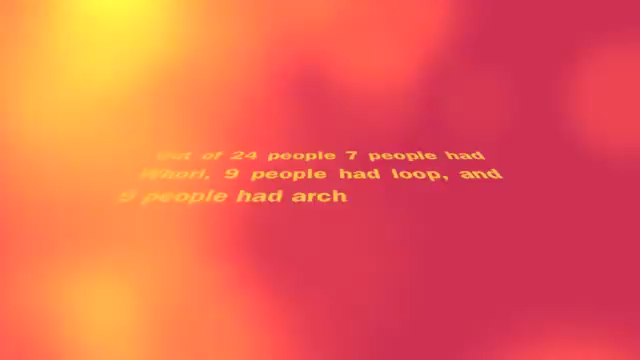 Out of 24 people 7 people had
Whorl, 9 people had loop, and
people had arch